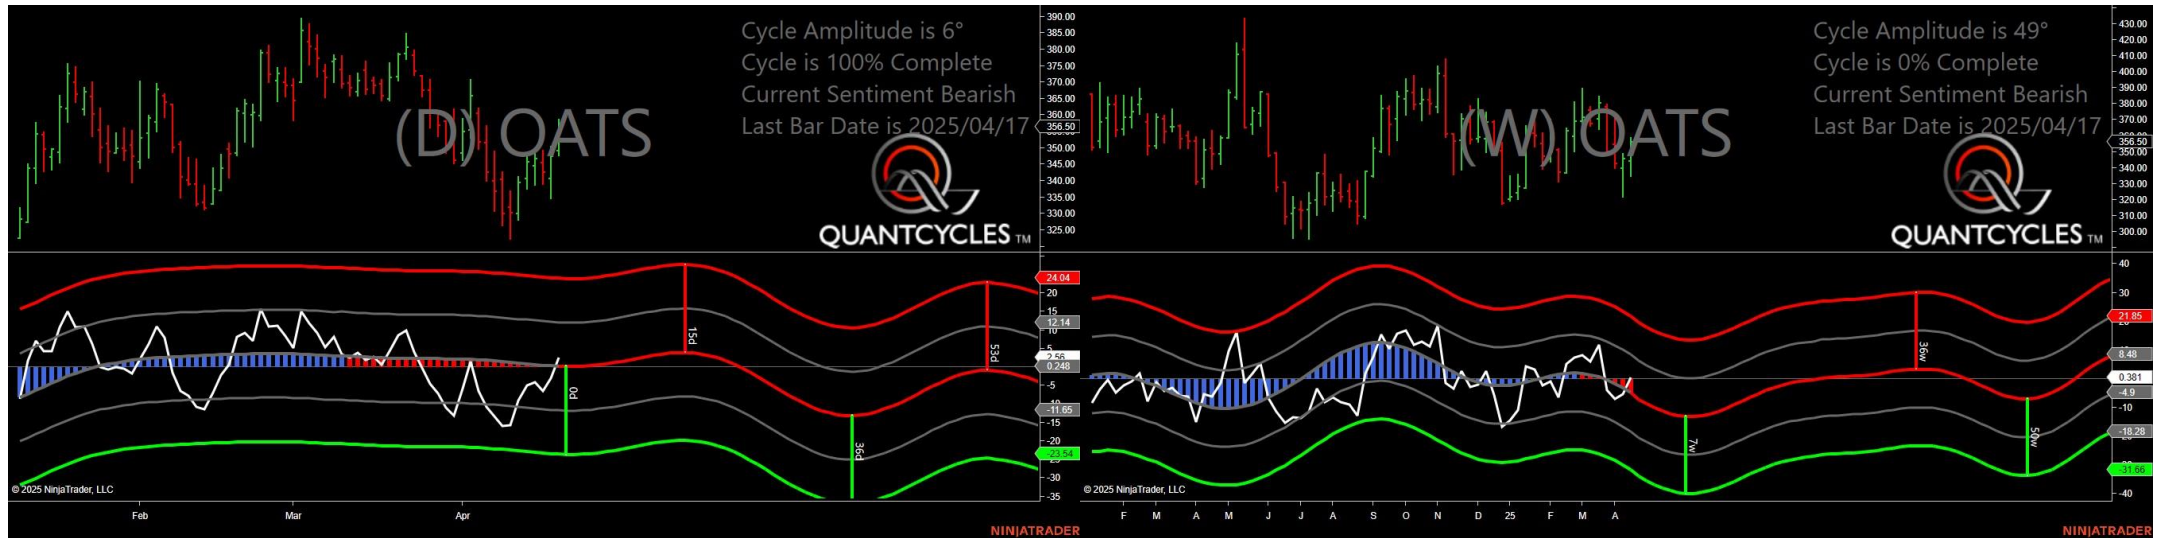 Cycle Amplitude is 6°
Cycle is 100% Complete
Current Sentiment Bearish
Last Bar Date is 2025/04/17
(D) OATS
QUANTCYCLES TM
390.00
385.00
380.00
375.00
370.00
365.00
360.00
356.50
350.00
345.00
340.00
335.00
330.00
325.00
24.04
20
15
12.14
10
5
2.56
0.248
-5
-10
-11.65
-15
-20
-23.54
-30
-35
15d
53d
0d
36d
© 2025 NinjaTrader, LLC
Feb
Mar
Apr
NINJATRADER
Cycle Amplitude is 49°
Cycle is 0% Complete
Current Sentiment Bearish
Last Bar Date is 2025/04/17
(W) OATS
QUANTCYCLES TM
430.00
420.00
410.00
400.00
390.00
380.00
370.00
356.50
350.00
340.00
330.00
320.00
310.00
300.00
40
30
21.85
8.48
0.381
-4.9
-10
-18.28
-31.66
-40
36w
7w
50w
© 2025 NinjaTrader, LLC
F
M
A
M
J
J
A
S
O
N
D
25
F
M
A
NINJATRADER